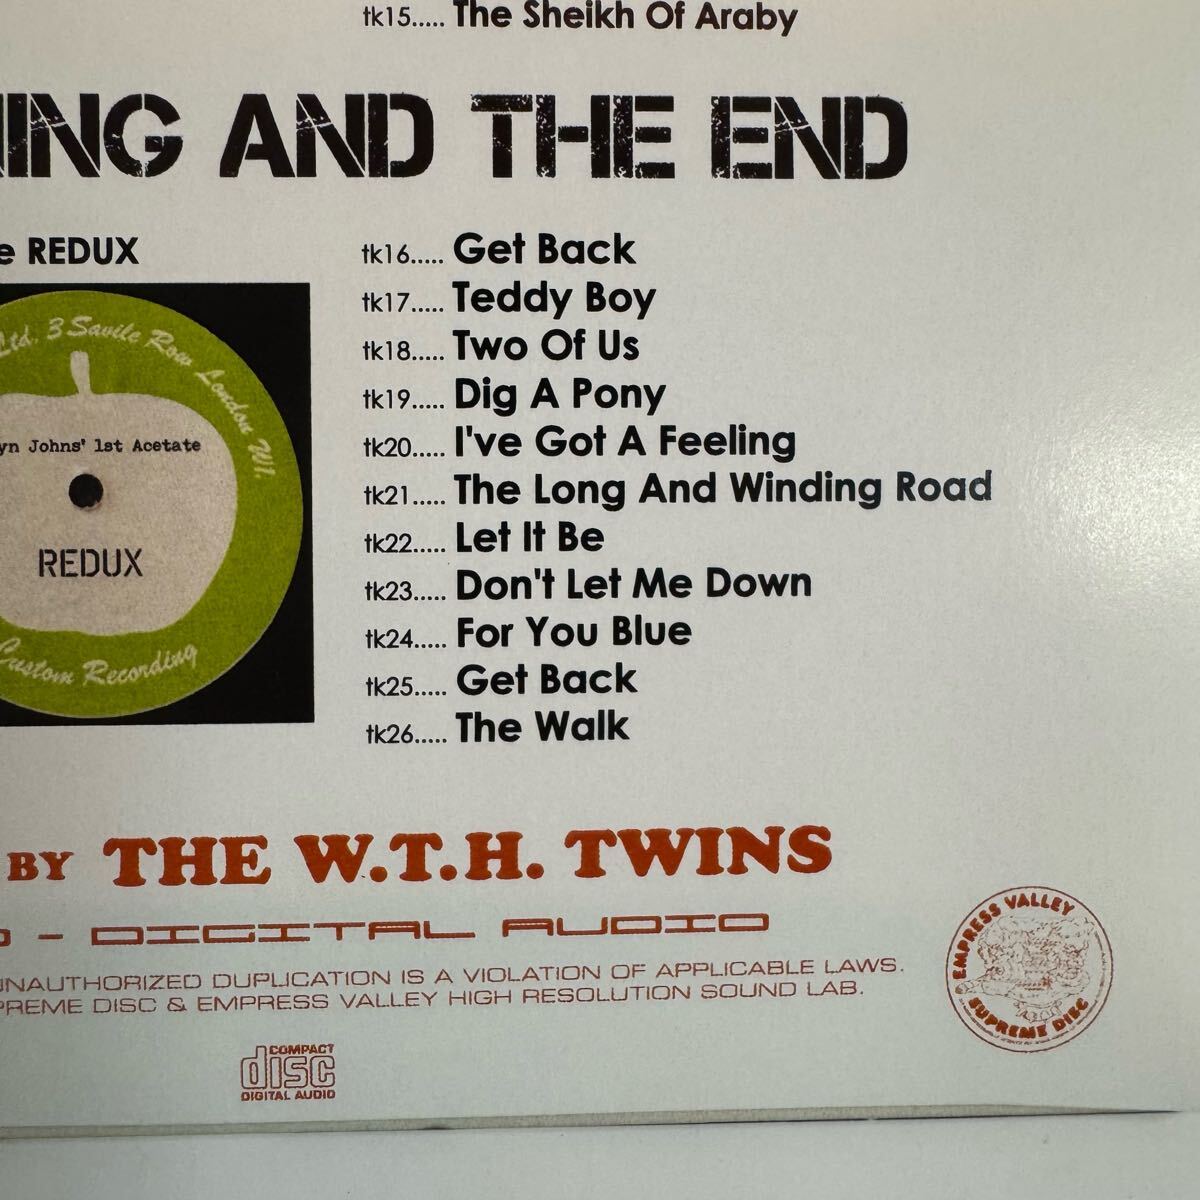 tk15..... The Sheikh Of Araby
NING AND THE END
e REDUX
tk16..... Get Back
tk17..... Teddy Boy
tk18..... Two Of Us
tk19..... Dig A Pony
tk20..... I've Got A Feeling
tk21..... The Long And Winding Road
tk22..... Let It Be
tk23..... Don't Let Me Down
tk24..... For You Blue
tk25..... Get Back
tk26..... The Walk
Ltd. 3 Savile Row London W1.
yn Johns' 1st Acetate
REDUX
Custom Recording
BY THE W.T.H. TWINS
- DIGITAL AUDIO
UNAUTHORIZED DUPLICATION IS A VIOLATION OF APPLICABLE LAWS.
PREME DISC & EMPRESS VALLEY HIGH RESOLUTION SOUND LAB.
EMPRESS VALLEY
SUPREME DISC
COMPACT
disc
DIGITAL AUDIO